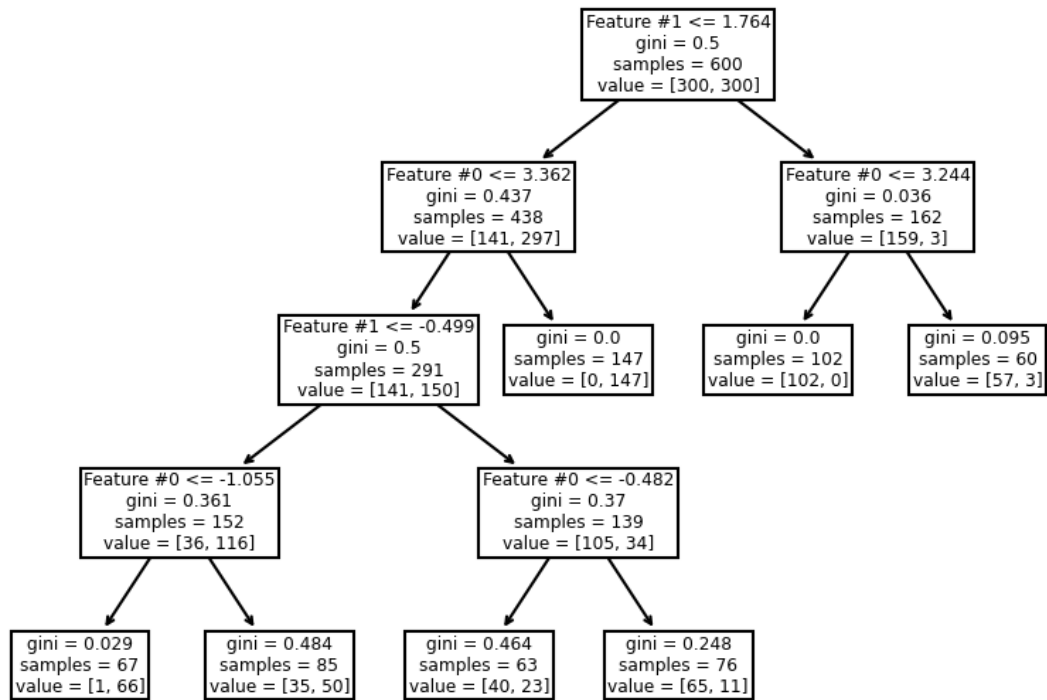 Feature #1 <= 1.764
gini = 0.5
samples = 600
value = [300, 300]
Feature #0 <= 3.362
gini = 0.437
samples = 438
value = [141, 297]
Feature #0 <= 3.244
gini = 0.036
samples = 162
value = [159, 3]
Feature #1 <= -0.499
gini = 0.5
samples = 291
value = [141, 150]
gini = 0.0
samples = 147
value = [0, 147]
gini = 0.0
samples = 102
value = [102, 0]
gini = 0.095
samples = 60
value = [57, 3]
Feature #0 <= -1.055
gini = 0.361
samples = 152
value = [36, 116]
Feature #0 <= -0.482
gini = 0.37
samples = 139
value = [105, 34]
gini = 0.029
samples = 67
value = [1, 66]
gini = 0.484
samples = 85
value = [35, 50]
gini = 0.464
samples = 63
value = [40, 23]
gini = 0.248
samples = 76
value = [65, 11]